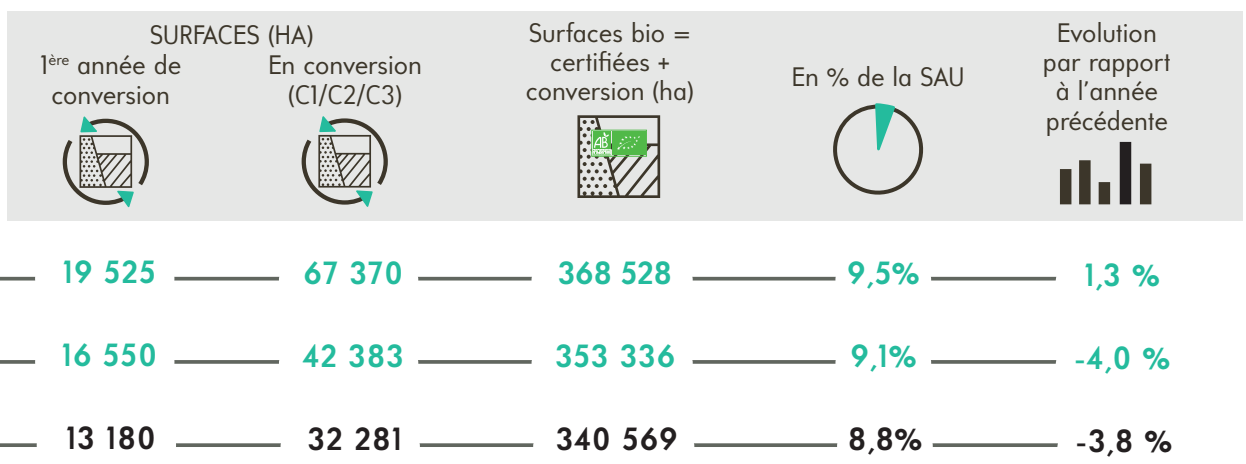 SURFACES (HA)
1ère année de
conversion
En conversion
(C1/C2/C3)
Surfaces bio =
certifiées +
conversion (ha)
AB
En % de la SAU
Evolution
par rapport
à l'année
précédente
19 525 67 370 368 528 9,5% 1,3 %
16 550 42 383 353 336 9,1% -4,0 %
13 180 32 281 340 569 8,8% -3,8 %